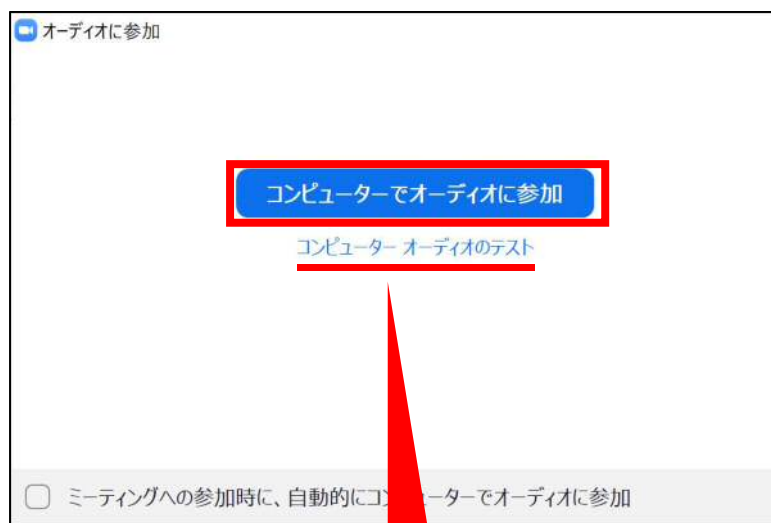 オーディオに参加
コンピューターでオーディオに参加
コンピューター オーディオのテスト
ミーティングへの参加時に、自動的にコ ーターでオーディオに参加